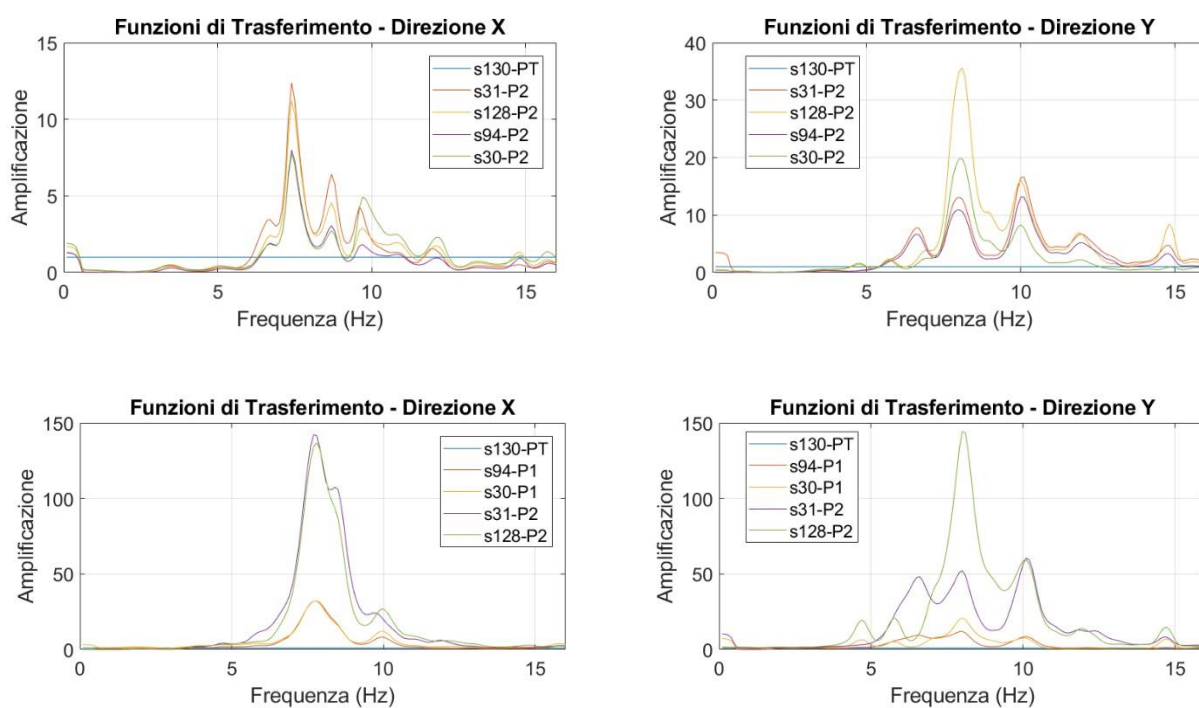 Funzioni di Trasferimento - Direzione X
15
10
5
0
Amplificazione
s130-PT
s31-P2
s128-P2
s94-P2
s30-P2
0 5 10 15
Frequenza (Hz)
Funzioni di Trasferimento - Direzione Y
40
30
20
10
0
Amplificazione
s130-PT
s31-P2
s128-P2
s94-P2
s30-P2
0 5 10 15
Frequenza (Hz)
Funzioni di Trasferimento - Direzione X
150
100
50
0
Amplificazione
s130-PT
s94-P1
s30-P1
s31-P2
s128-P2
0 5 10 15
Frequenza (Hz)
Funzioni di Trasferimento - Direzione Y
150
100
50
0
Amplificazione
s130-PT
s94-P1
s30-P1
s31-P2
s128-P2
0 5 10 15
Frequenza (Hz)